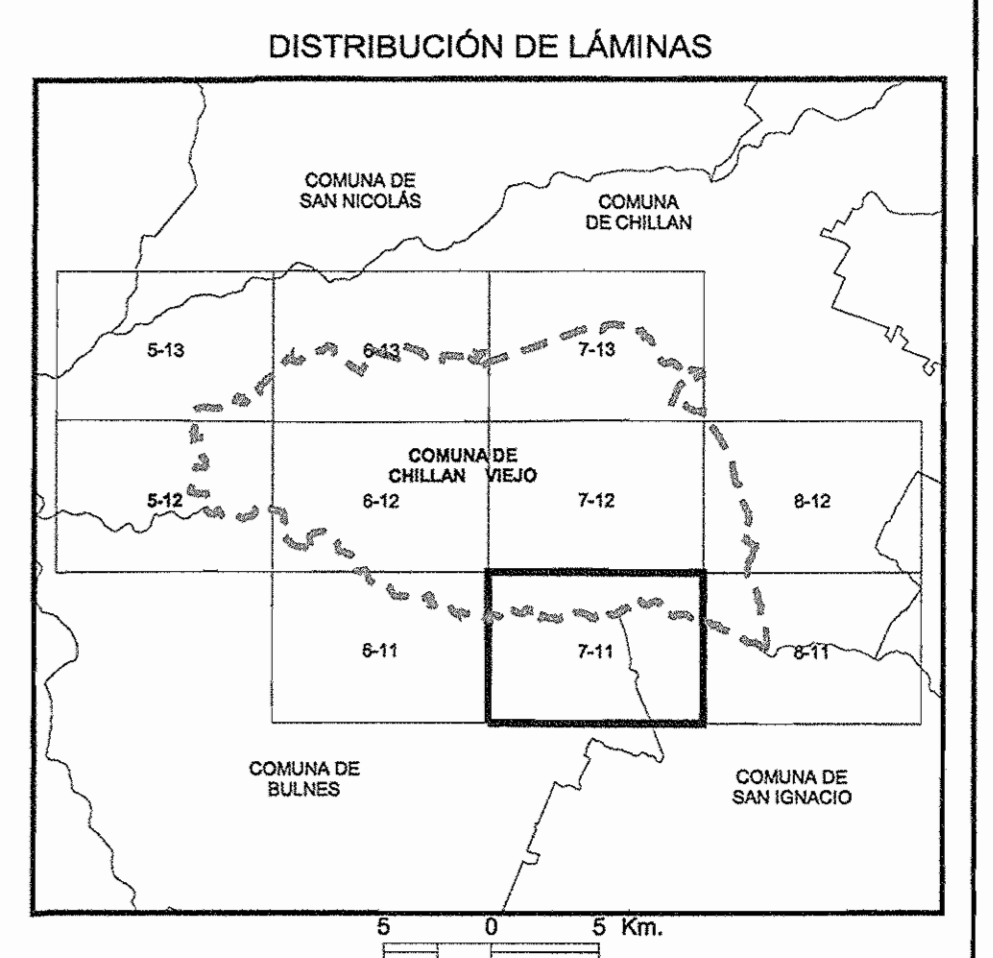 DISTRIBUCIÓN DE LÁMINAS
COMUNA DE
SAN NICOLÁS
COMUNA
DE CHILLAN
5-13
6-13
7-13
COMUNA DE
CHILLAN VIEJO
5-12
6-12
7-12
8-12
6-11
7-11
8-11
COMUNA DE
BULNES
COMUNA DE
SAN IGNACIO
5 0 5 Km.